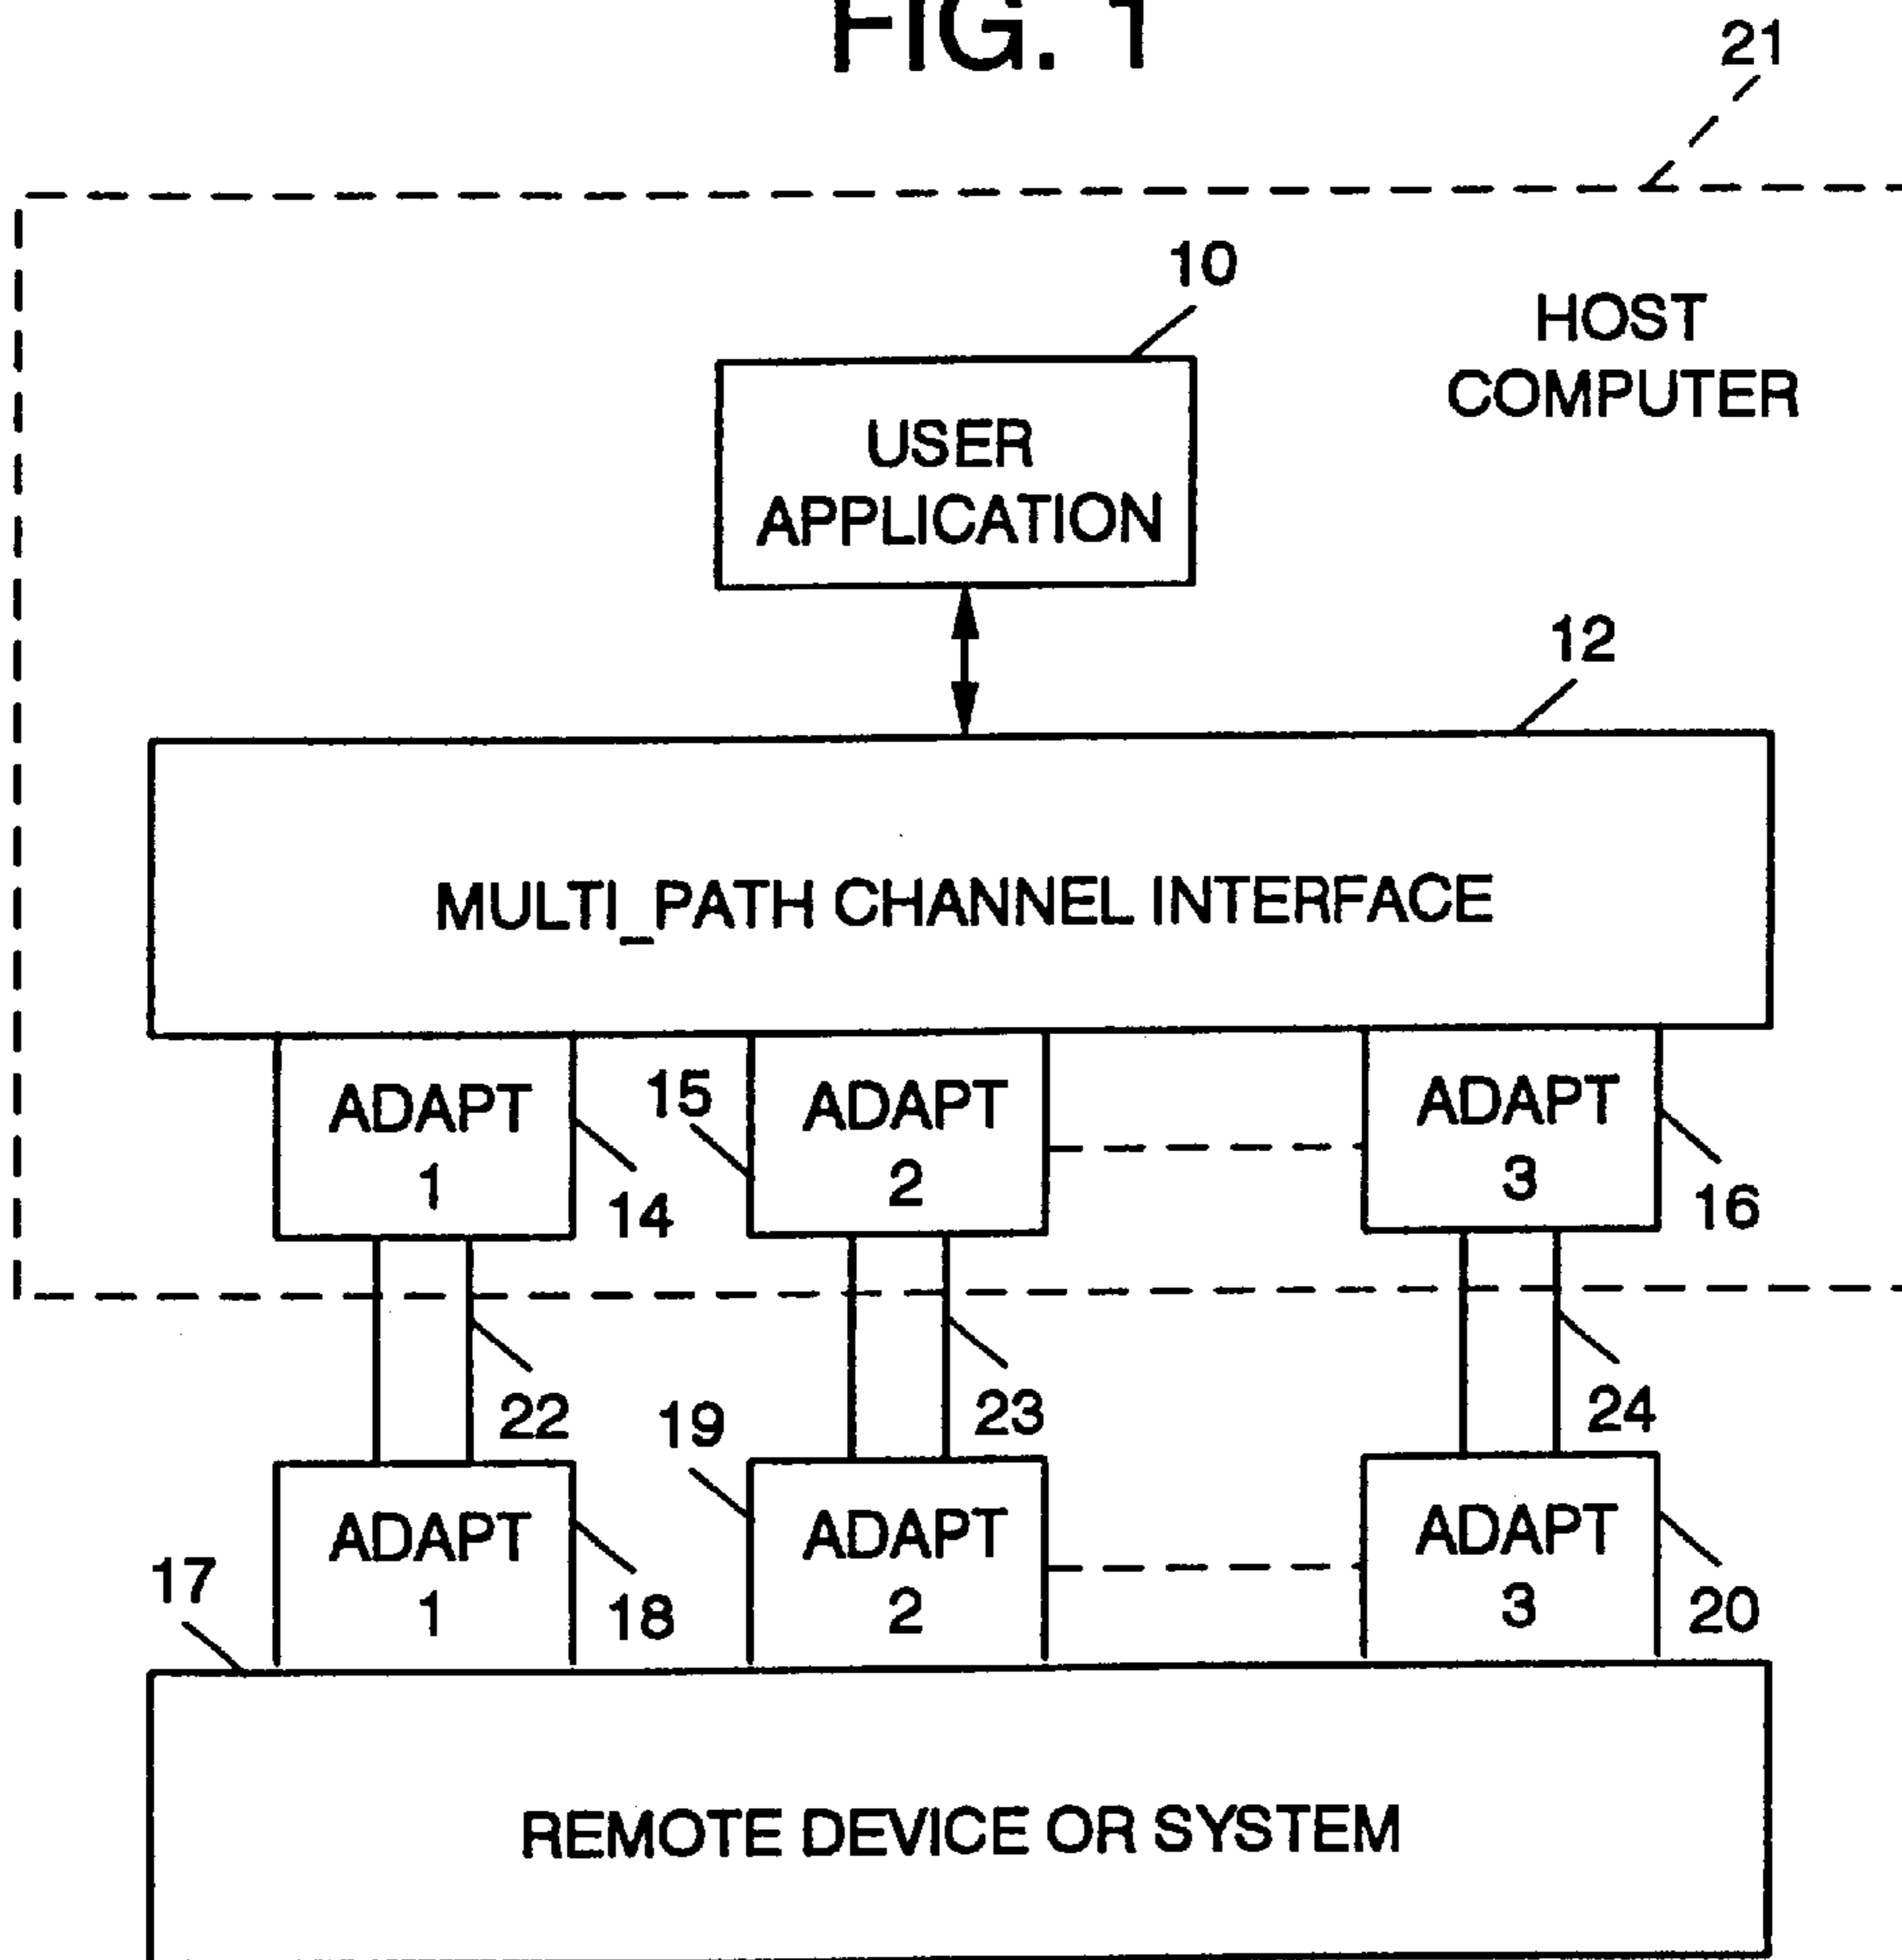 FIG. 1
21
10
HOST
COMPUTER
USER
APPLICATION
12
MULTI_PATH CHANNEL INTERFACE
ADAPT
1
14
15
ADAPT
2
ADAPT
3
16
22
23
24
19
17
ADAPT
1
18
ADAPT
2
ADAPT
3
20
REMOTE DEVICE OR SYSTEM